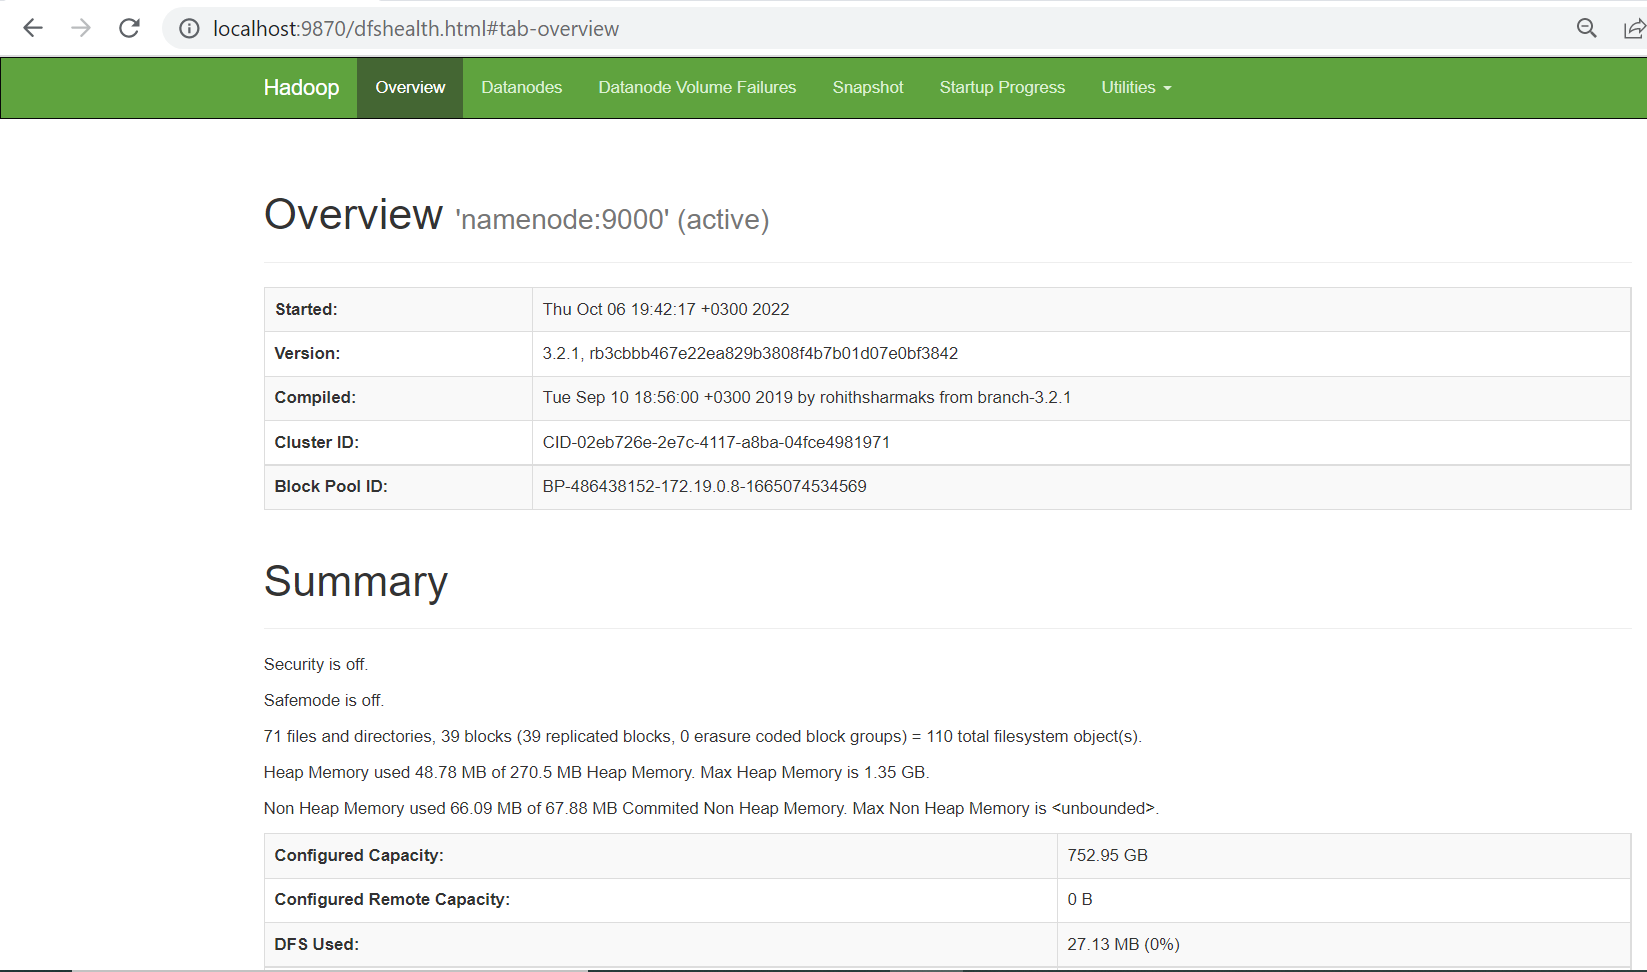 localhost:9870/dfshealth.html#tab-overview
Hadoop Overview Datanodes Datanode Volume Failures Snapshot Startup Progress Utilities
Overview 'namenode:9000' (active)
Started: Thu Oct 06 19:42:17 +0300 2022
Version: 3.2.1, rb3cbbb467e22ea829b3808f4b7b01d07e0bf3842
Compiled: Tue Sep 10 18:56:00 +0300 2019 by rohithsharmaks from branch-3.2.1
Cluster ID: CID-02eb726e-2e7c-4117-a8ba-04fce4981971
Block Pool ID: BP-486438152-172.19.0.8-1665074534569
Summary
Security is off.
Safemode is off.
71 files and directories, 39 blocks (39 replicated blocks, 0 erasure coded block groups) = 110 total filesystem object(s).
Heap Memory used 48.78 MB of 270.5 MB Heap Memory. Max Heap Memory is 1.35 GB.
Non Heap Memory used 66.09 MB of 67.88 MB Commited Non Heap Memory. Max Non Heap Memory is <unbounded>.
Configured Capacity: 752.95 GB
Configured Remote Capacity: 0 B
DFS Used: 27.13 MB (0%)